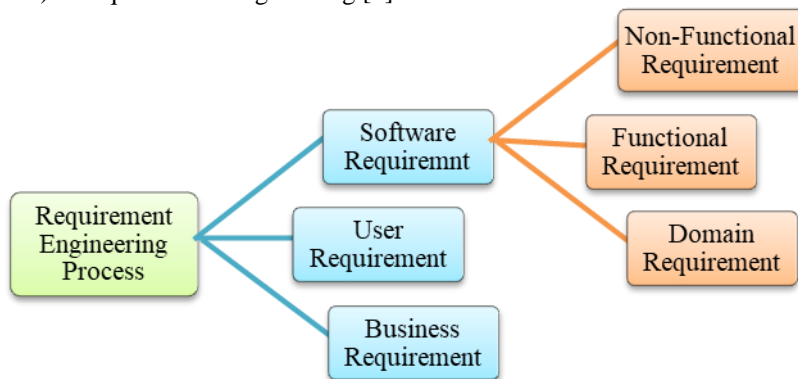 Non-Functional
Requirement
Software
Requiremnt
Functional
Requirement
Requirement
Engineering
Process
User
Requirement
Domain
Requirement
Business
Requirement